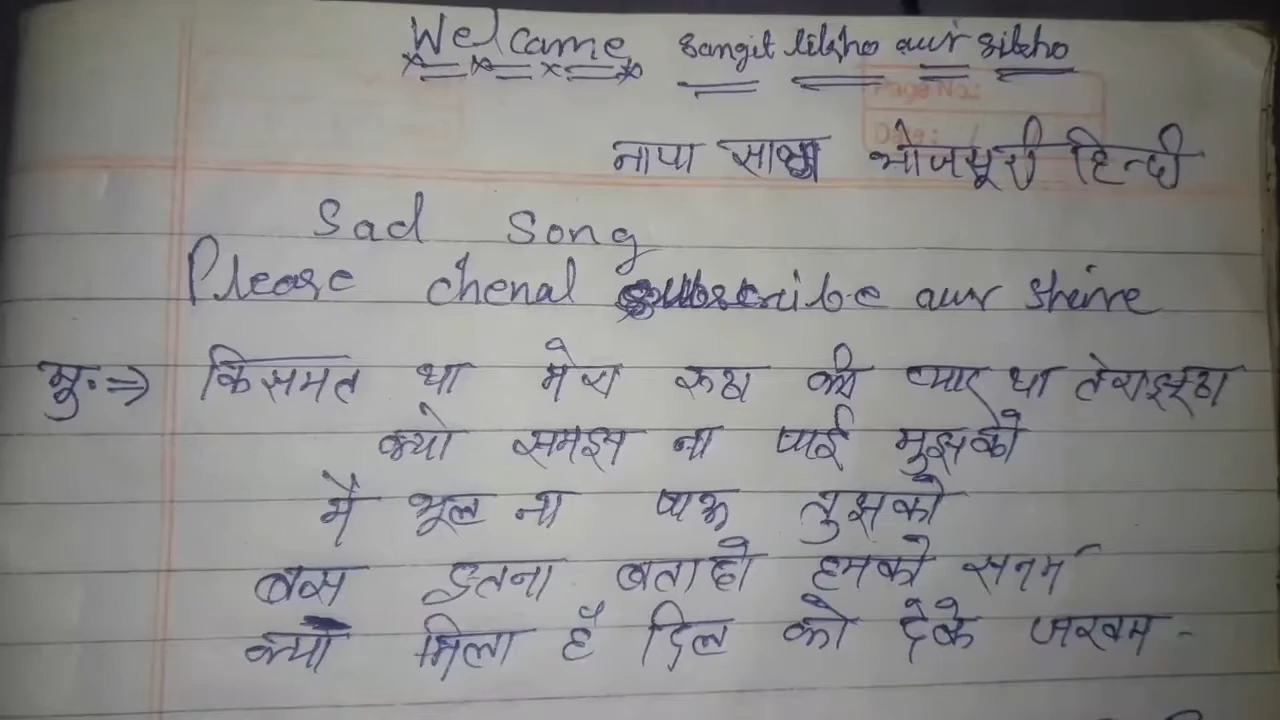 Welcame sangit likho aur sikho
नापा भोजपूरी हिन्दी
Sad Song
Please chenal subscribe aur share
मु.⇒ किसमत था मेरा रूठा की प्यार था तेरा झूठा
क्यो समझ ना पाई मुझको
मै भूल ना पाऊ तुझको
बस इतना बतादो हमको सनम
क्या मिला है दिल को देके जखम -